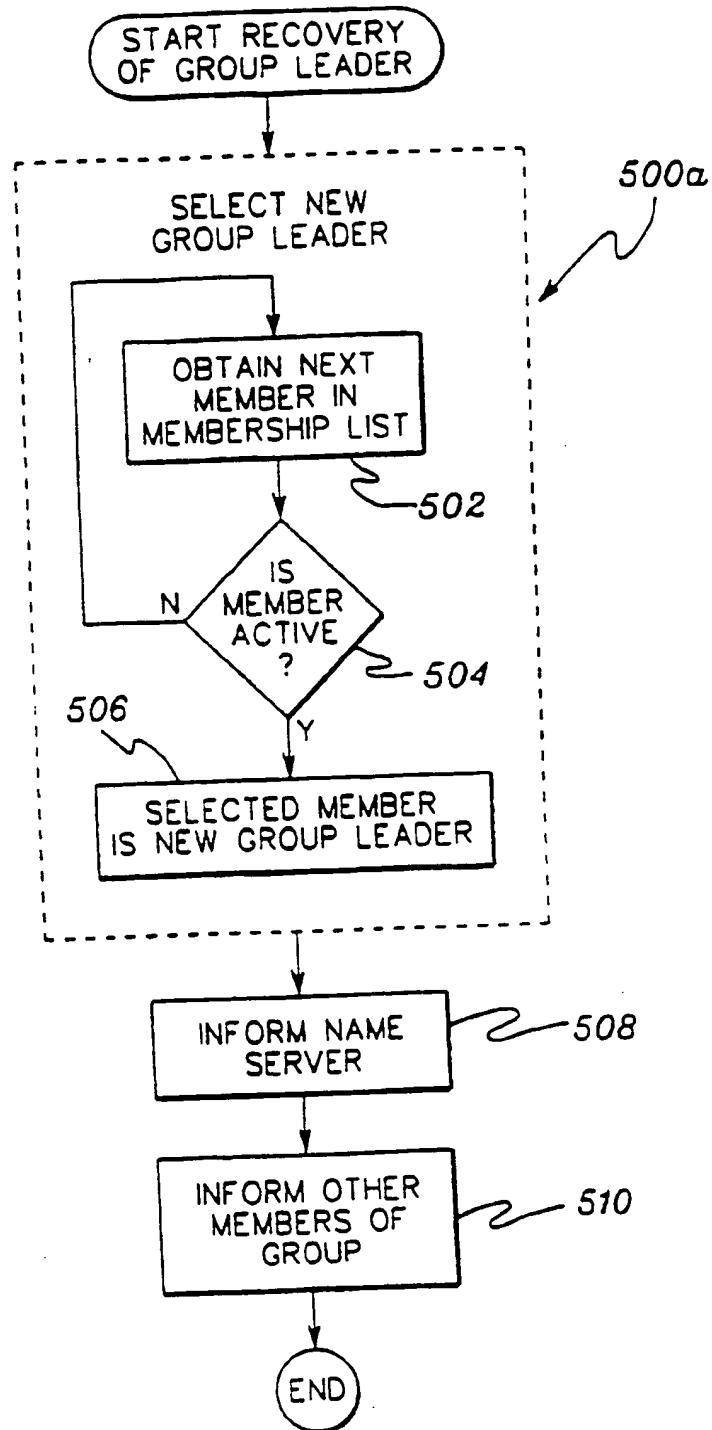 START RECOVERY
OF GROUP LEADER
500a
SELECT NEW
GROUP LEADER
OBTAIN NEXT
MEMBER IN
MEMBERSHIP LIST
502
IS
MEMBER
ACTIVE
?
N
504
506
Y
SELECTED MEMBER
IS NEW GROUP LEADER
INFORM NAME
SERVER
508
INFORM OTHER
MEMBERS OF
GROUP
510
END